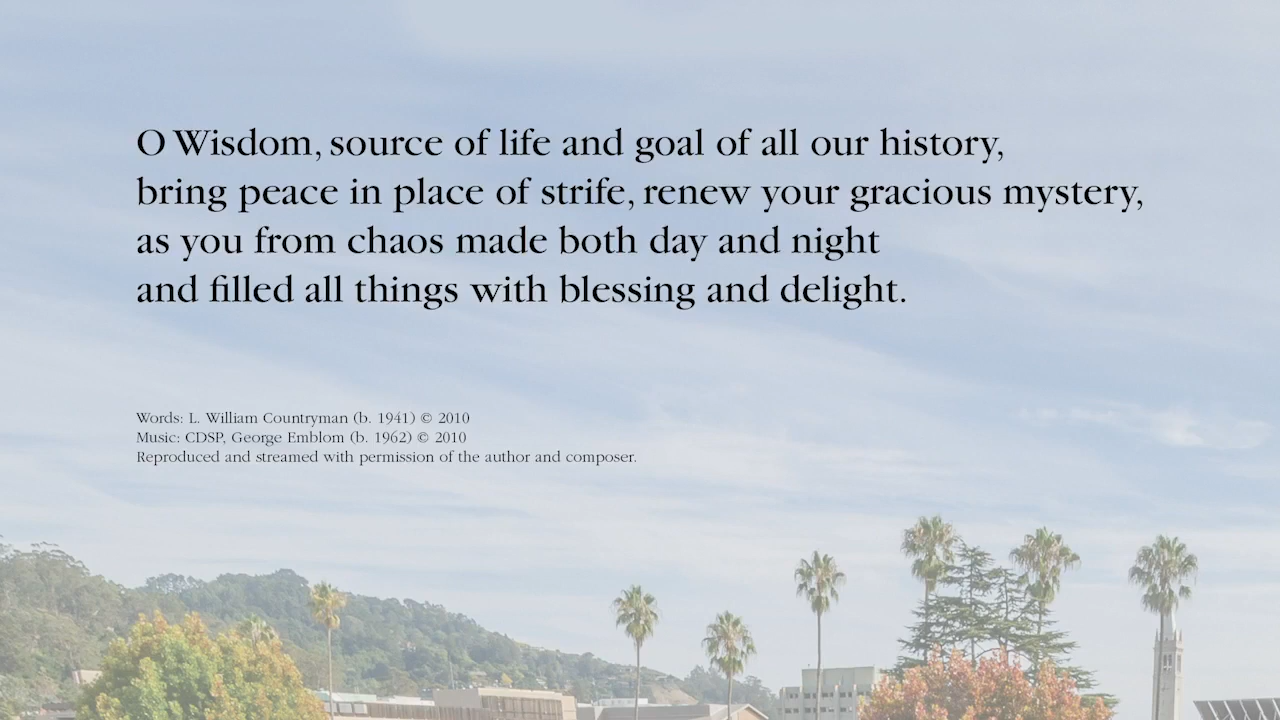 O Wisdom, source of life and goal of all our history,
bring peace in place of strife, renew your gracious mystery,
as you from chaos made both day and night
and filled all things with blessing and delight.
Words: L. William Countryman (b. 1941) © 2010
Music: CDSP, George Emblom (b. 1962) © 2010
Reproduced and streamed with permission of the author and composer.